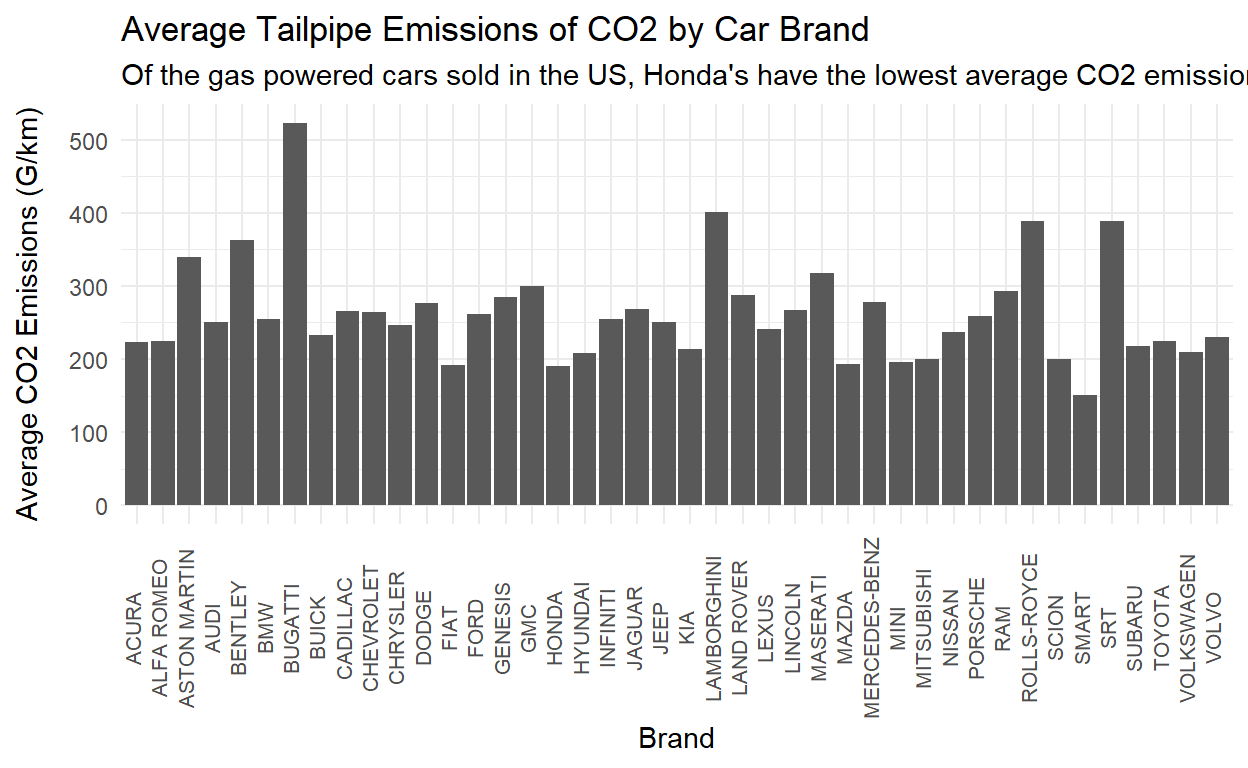 Average Tailpipe Emissions of CO2 by Car Brand
Of the gas powered cars sold in the US, Honda's have the lowest average CO2 emission
Average CO2 Emissions (G/km)
500
400
300
200
100
0
ACURA
ALFA ROMEO
ASTON MARTIN
AUDI
BENTLEY
BMW
BUGATTI
BUICK
CADILLAC
CHEVROLET
CHRYSLER
DODGE
FIAT
FORD
GENESIS
GMC
HONDA
HYUNDAI
INFINITI
JAGUAR
JEEP
KIA
LAMBORGHINI
LAND ROVER
LEXUS
LINCOLN
MASERATI
MAZDA
MERCEDES-BENZ
MINI
MITSUBISHI
NISSAN
PORSCHE
RAM
ROLLS-ROYCE
SCION
SMART
SRT
SUBARU
TOYOTA
VOLKSWAGEN
VOLVO
Brand